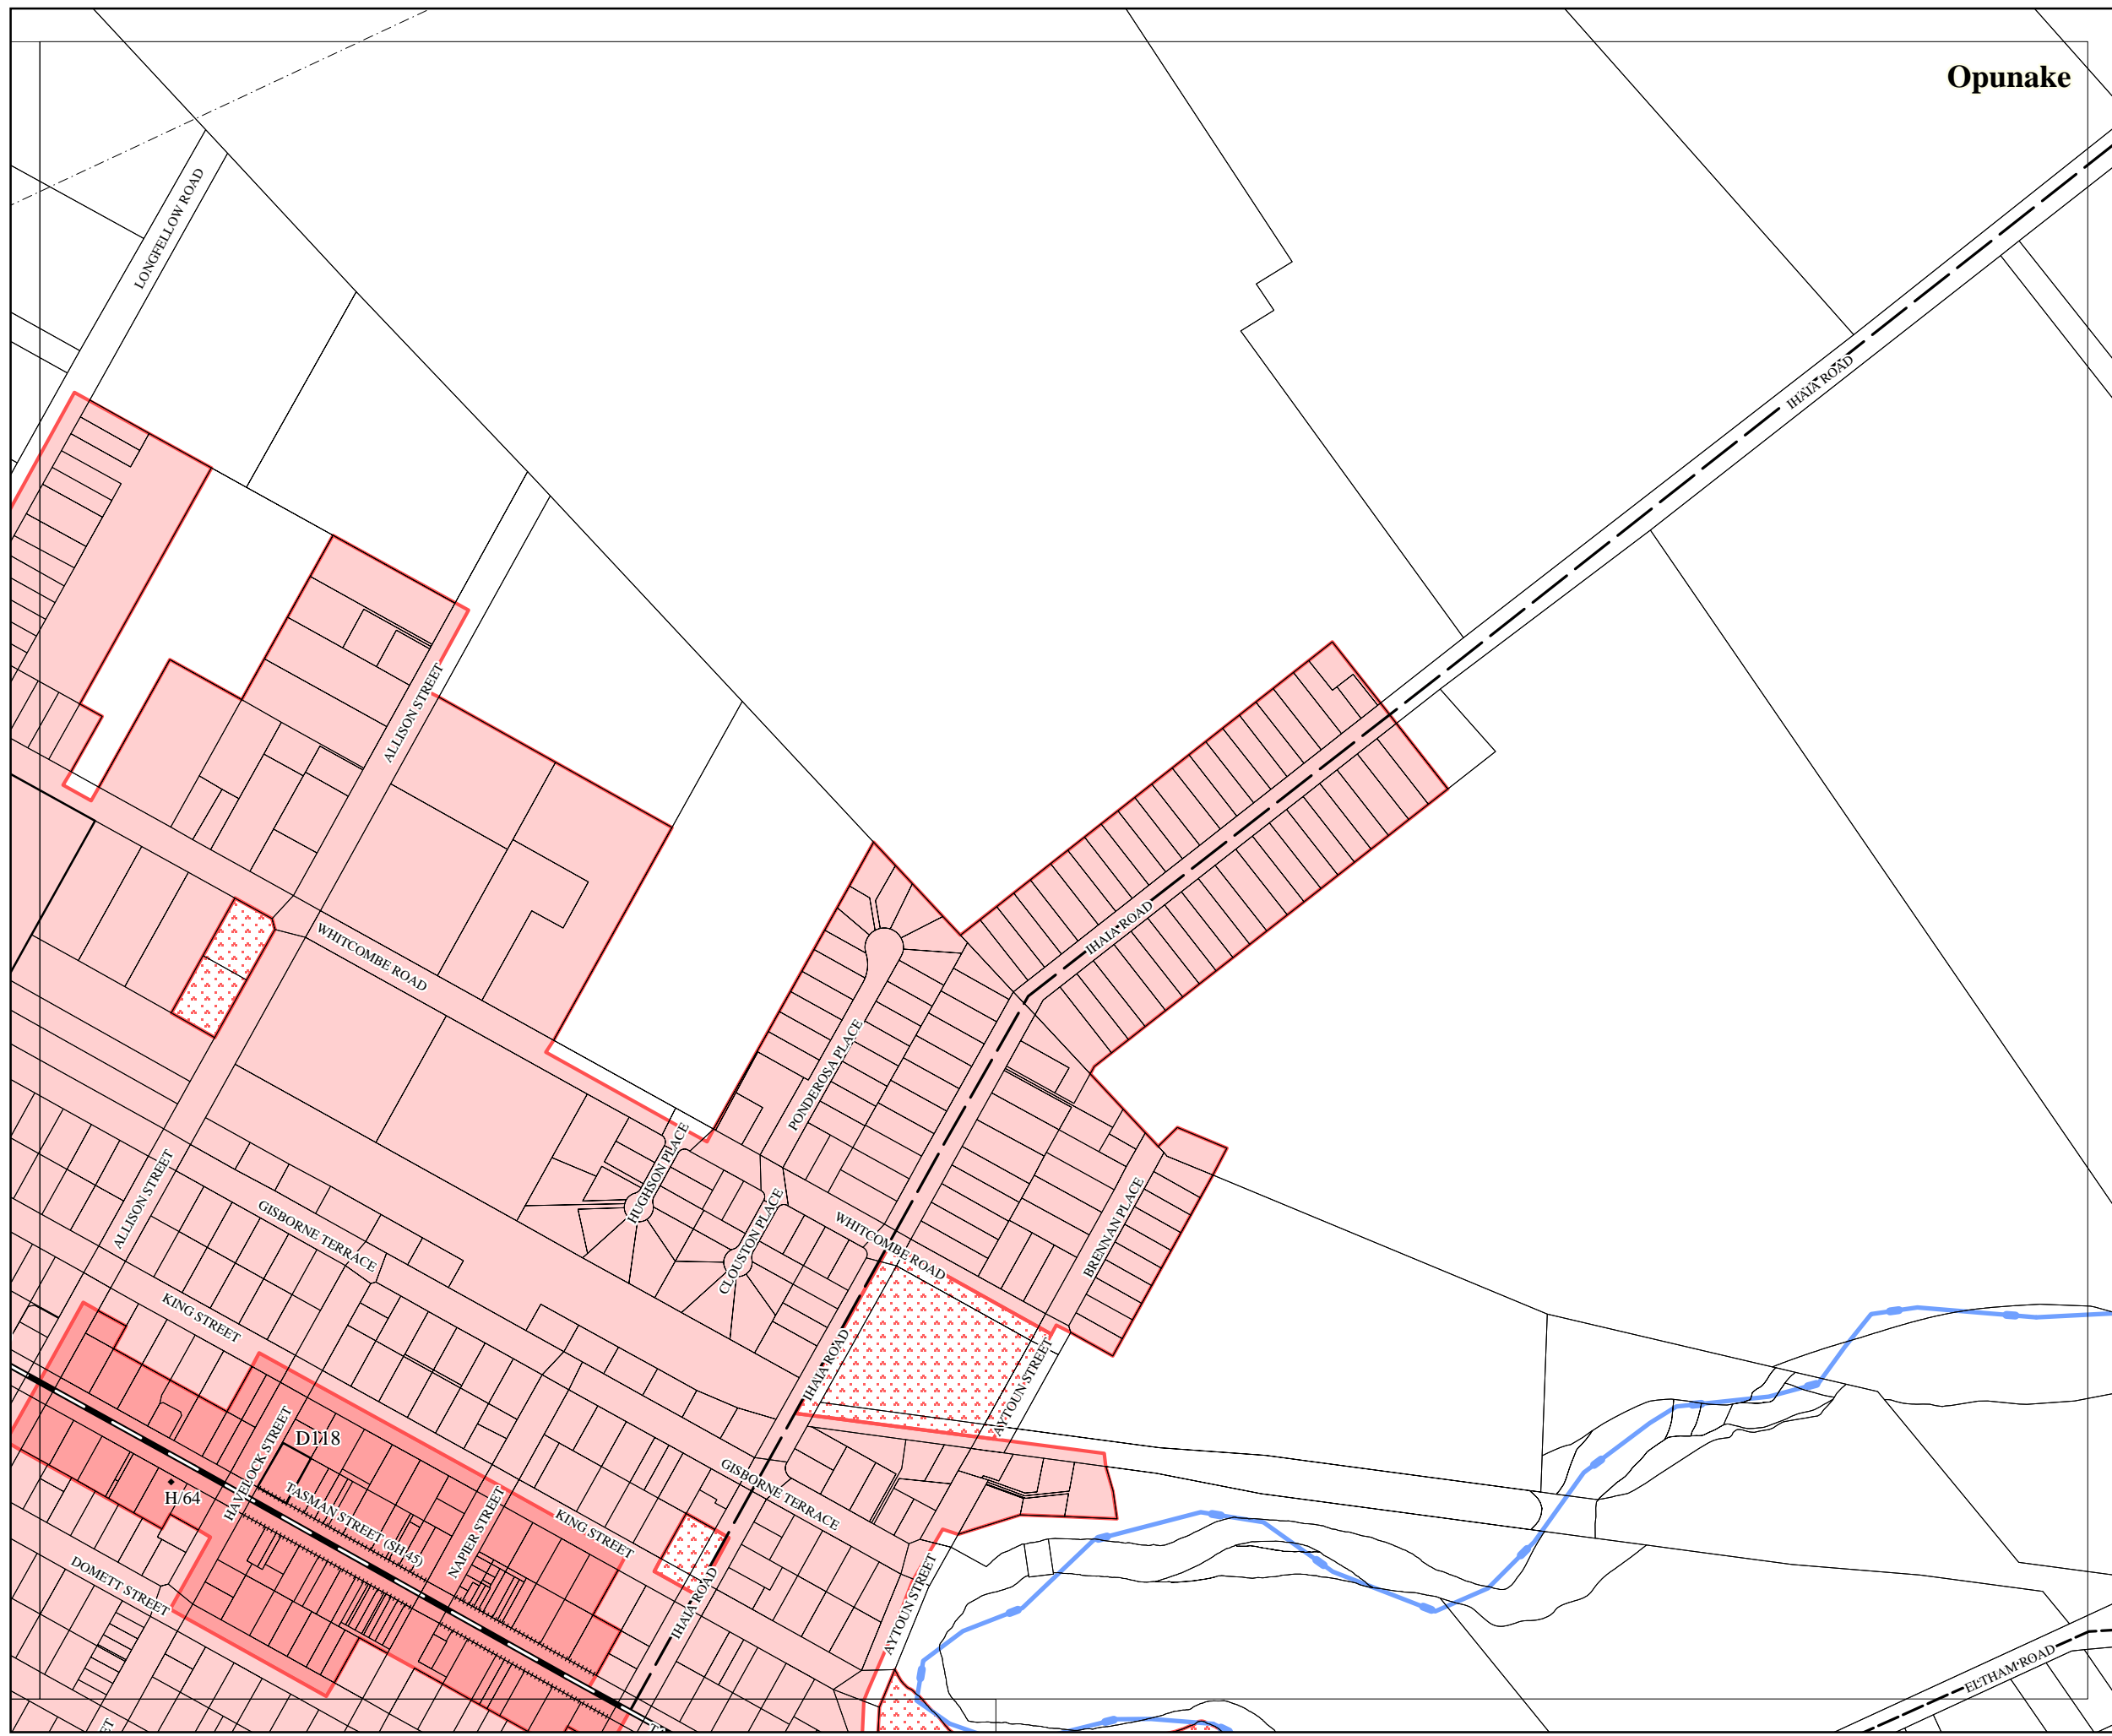 Opunake
LONGFELLOW ROAD
IHAIA ROAD
ALLISON STREET
IHAIA ROAD
WHITCOMBE ROAD
PONDEROSA PLACE
HUGHSON PLACE
CLOUSTON PLACE
BRENNAN PLACE
ALLISON STREET
GISBORNE TERRACE
WHITCOMBE ROAD
KING STREET
IHAIA ROAD
AYTOUN STREET
D118
HAVELOCK STREET
H/64
TASMAN STREET (SH45)
NAPIER STREET
KING STREET
GISBORNE TERRACE
DOMETT STREET
IHAIA ROAD
AYTOUN STREET
ELTHAM ROAD